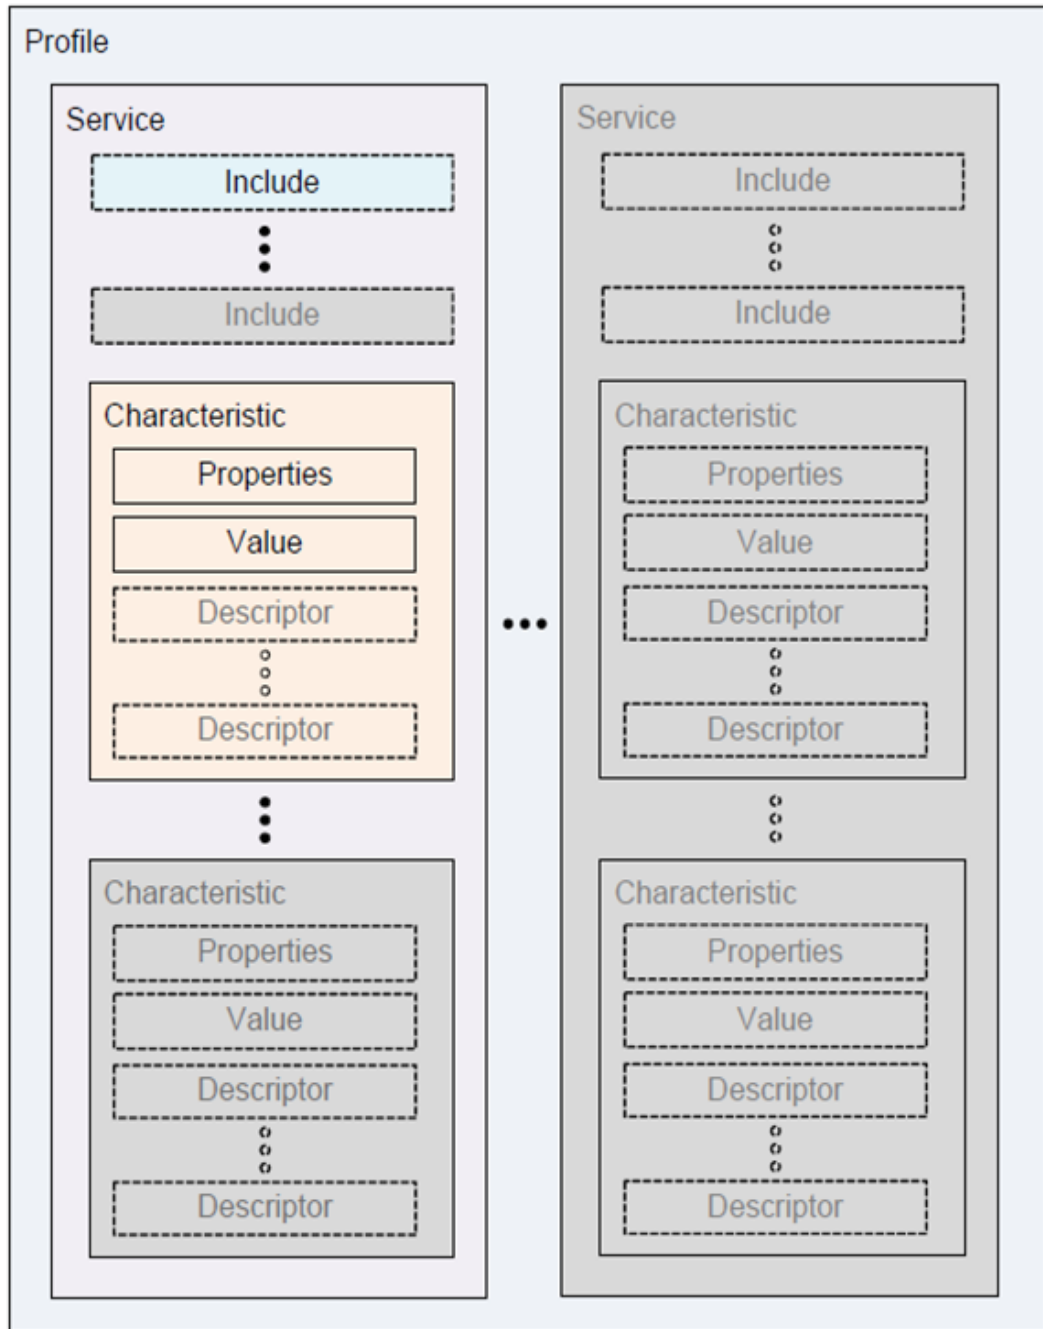 Profile
Service
Include
Include
Characteristic
Properties
Value
Descriptor
Descriptor
Characteristic
Properties
Value
Descriptor
Descriptor
Service
Include
Include
Characteristic
Properties
Value
Descriptor
Descriptor
Characteristic
Properties
Value
Descriptor
Descriptor